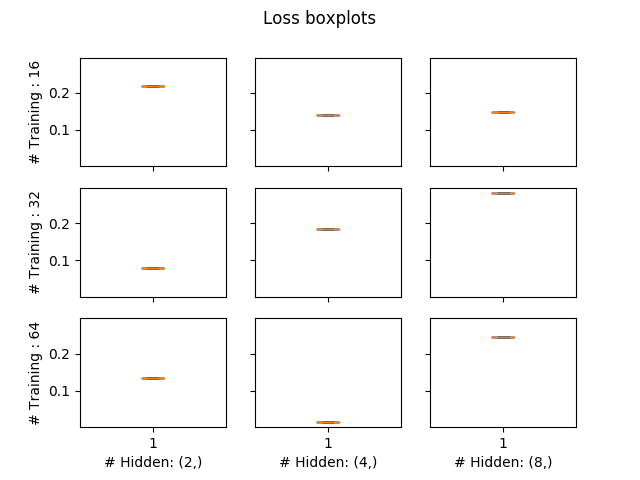 Loss boxplots
# Training : 16
0.2
0.1
# Training : 32
0.2
0.1
# Training : 64
0.2
0.1
1
1
1
# Hidden: (2,)
# Hidden: (4,)
# Hidden: (8,)